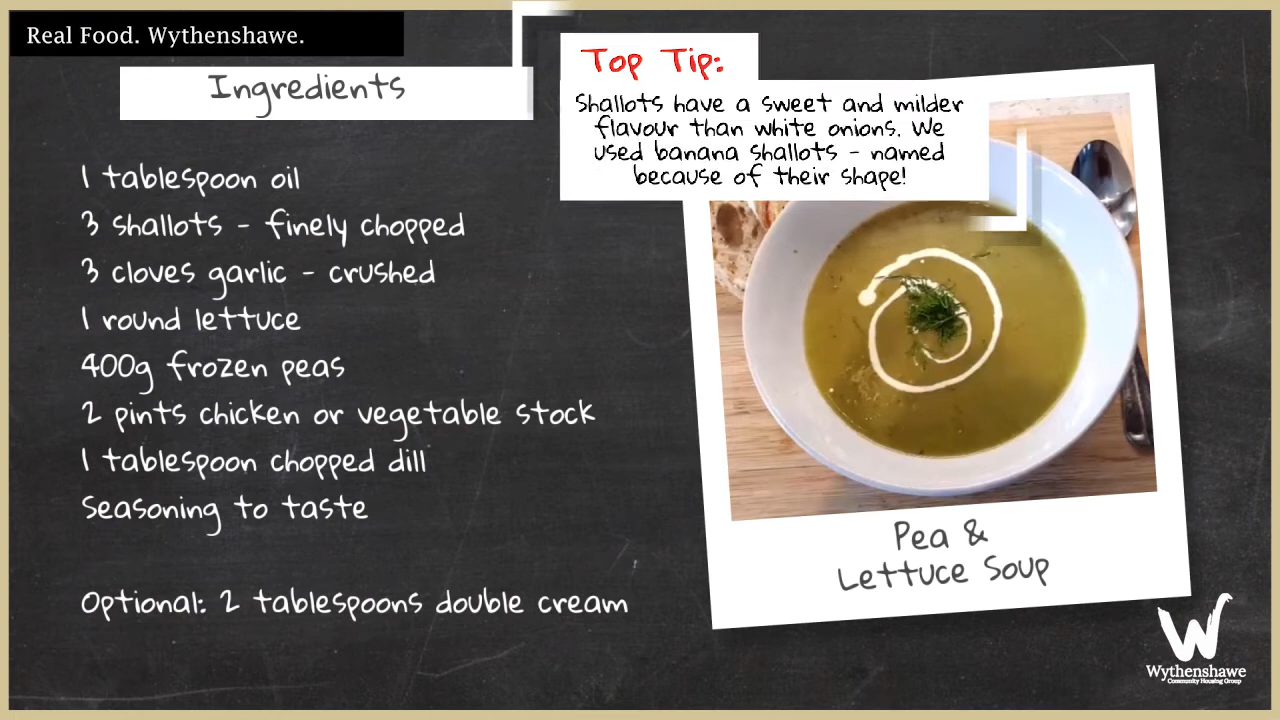 Real Food. Wythenshawe.
Ingredients
1 tablespoon oil
3 shallots - finely chopped
3 cloves garlic - crushed
1 round lettuce
400g frozen peas
2 pints chicken or vegetable stock
1 tablespoon chopped dill
Seasoning to taste
Optional: 2 tablespoons double cream
Top Tip:
Shallots have a sweet and milder
flavour than white onions. We
used banana shallots - named
because of their shape!
Pea &
Lettuce Soup
W
Wythenshawe
Community Housing Group